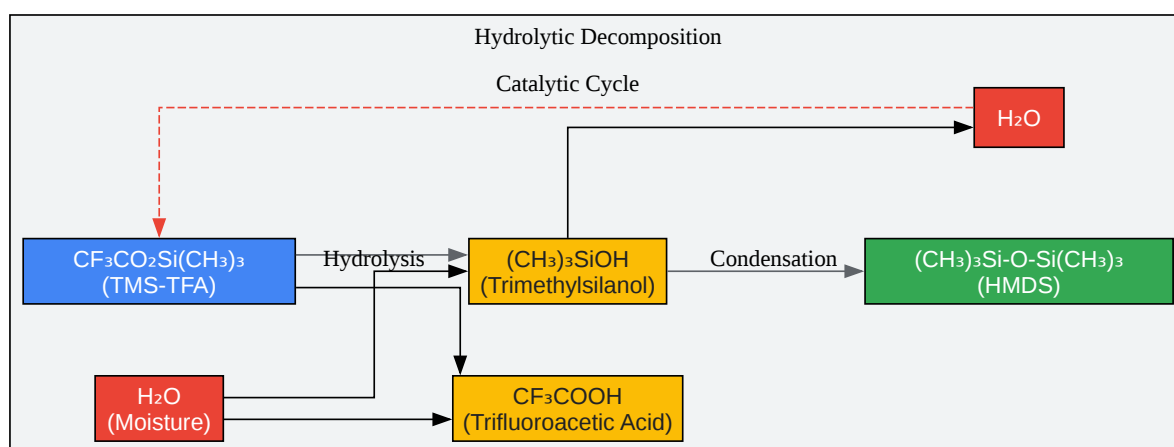 Hydrolytic Decomposition
Catalytic Cycle
H₂O
CF₃CO₂Si(CH₃)₃
(TMS-TFA)
Hydrolysis
(CH₃)₃SiOH
(Trimethylsilanol)
Condensation
(CH₃)₃Si-O-Si(CH₃)₃
(HMDS)
H₂O
(Moisture)
CF₃COOH
(Trifluoroacetic Acid)